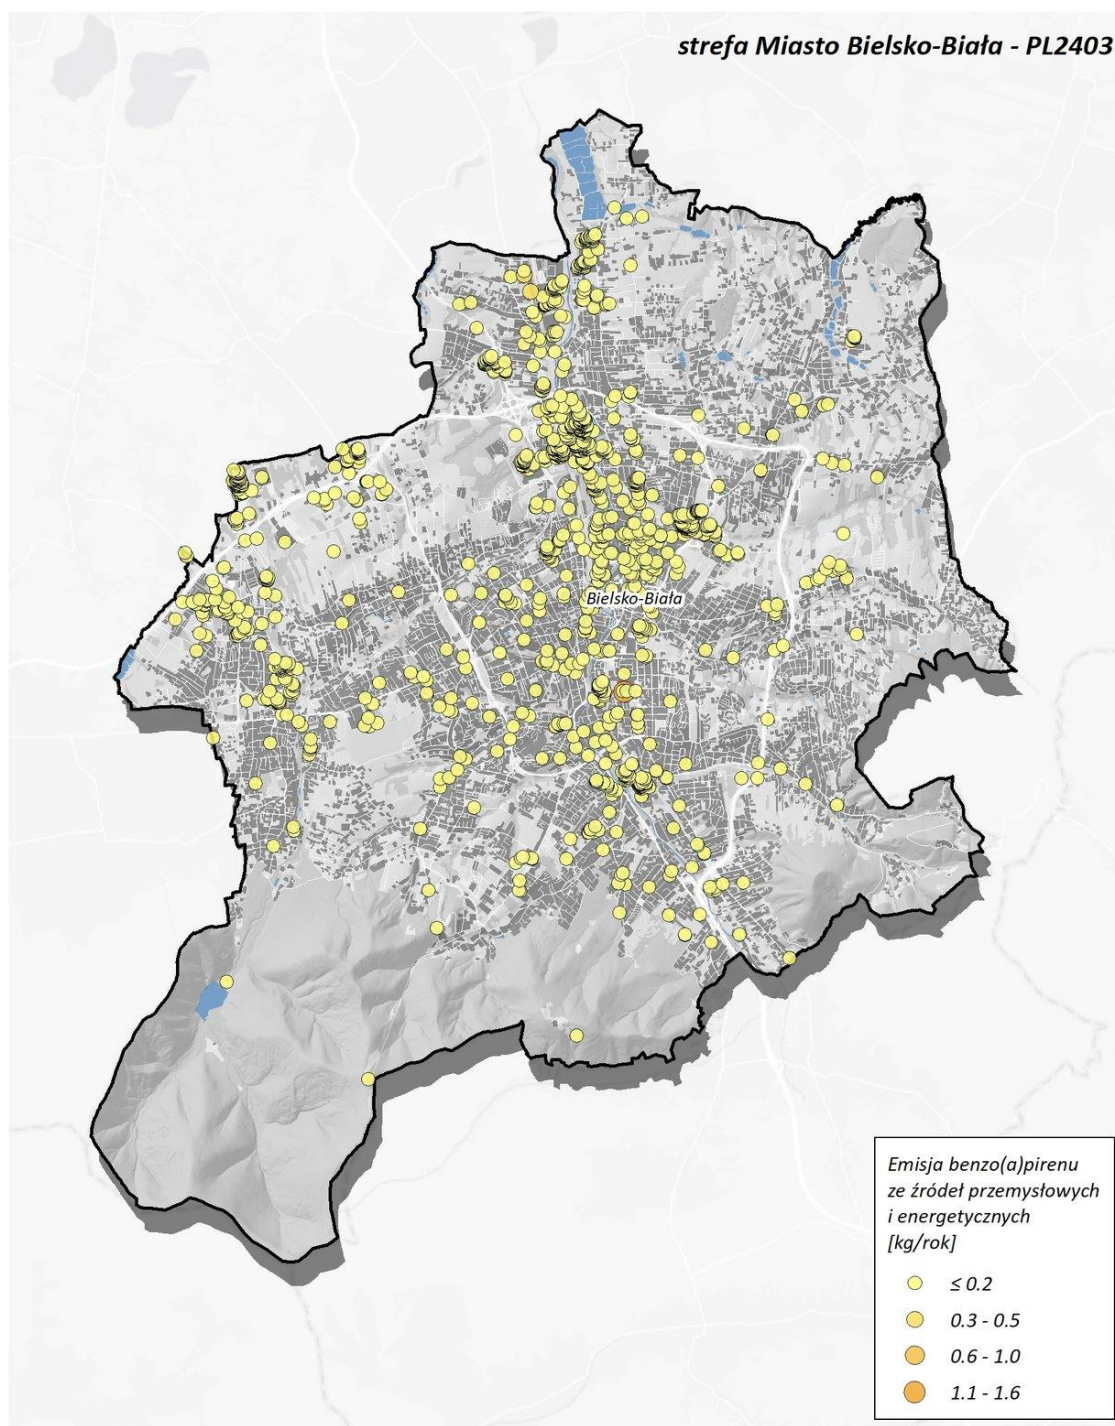 strefa Miasto Bielsko-Biała - PL2403
Bielsko-Biała
Emisja benzo(a)pirenu
ze źródeł przemysłowych
i energetycznych
[kg/rok]
≤ 0.2
0.3 - 0.5
0.6 - 1.0
1.1 - 1.6